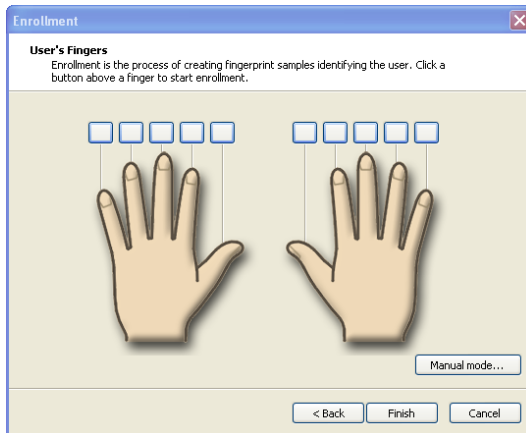 Enrollment
User's Fingers
Enrollment is the process of creating fingerprint samples identifying the user. Click a
button above a finger to start enrollment.
Manual mode...
< Back
Finish
Cancel